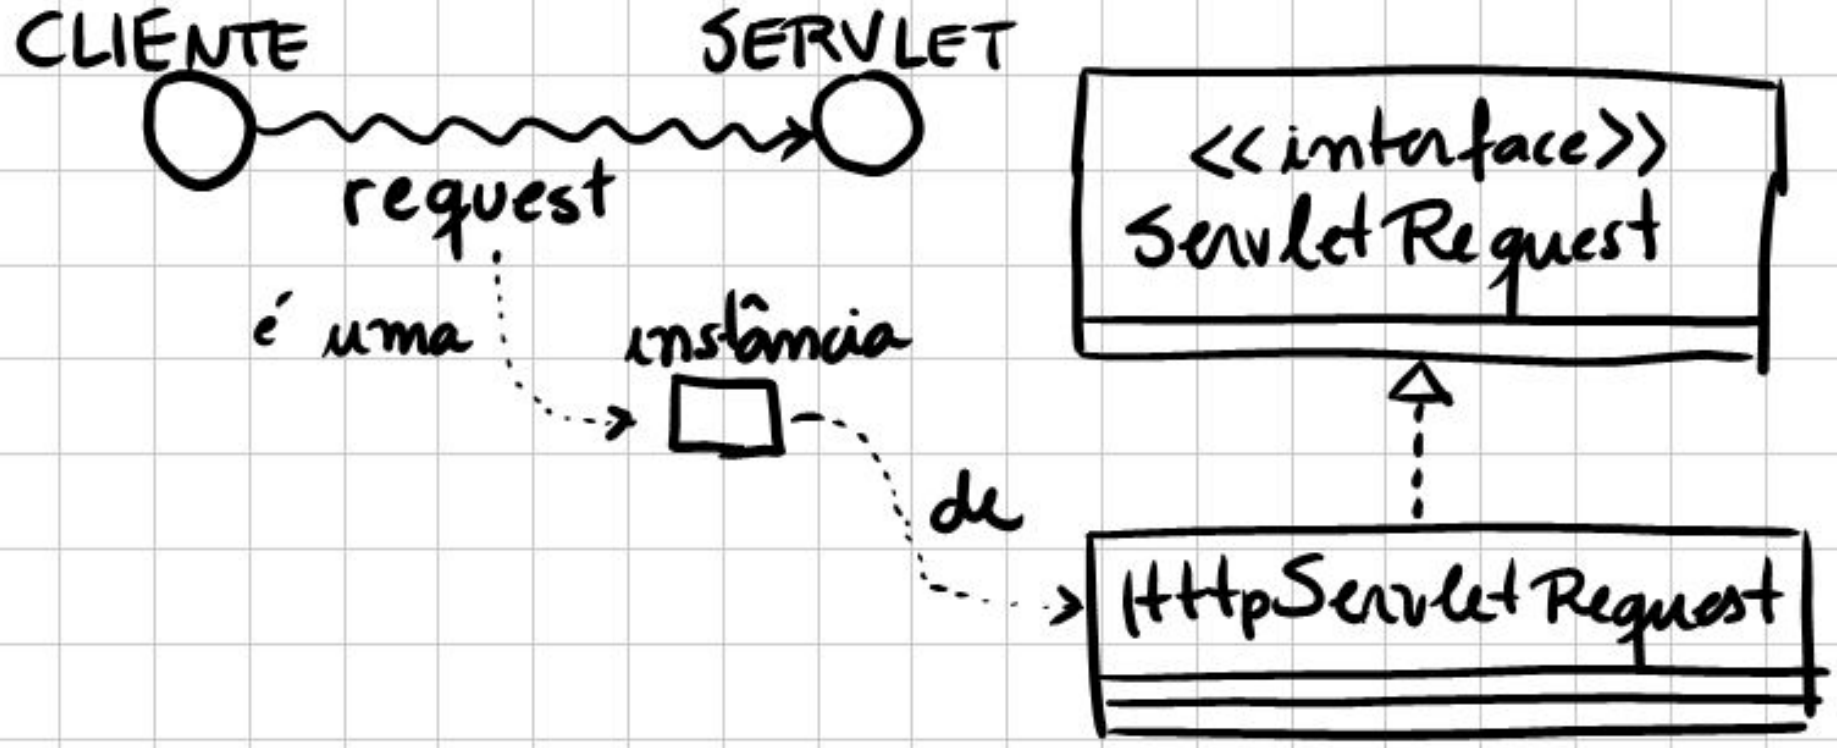 CLIENTE
SERVLET
request
é uma
instância
de
<<interface>>
ServletRequest
HttpServletRequest